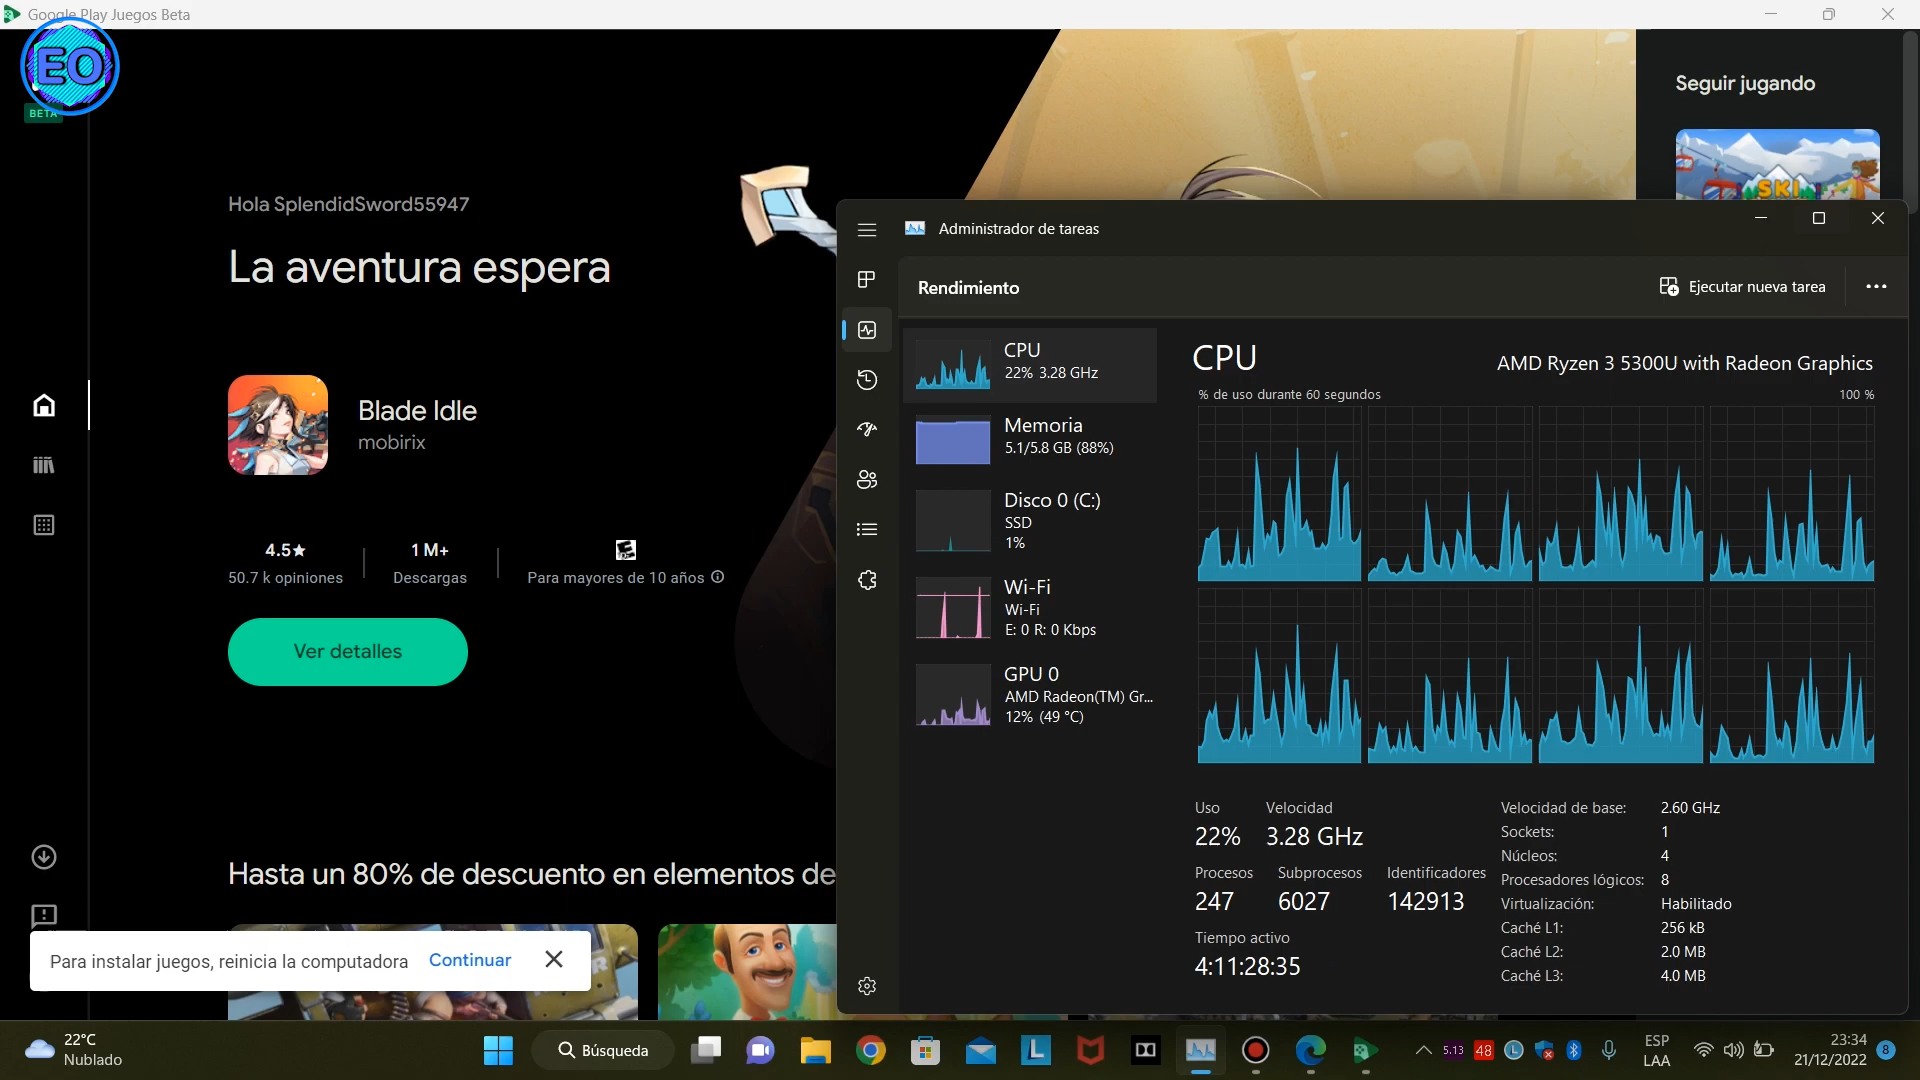 Google Play Juegos Beta
EO
BETA
Hola SplendidSword55947
La aventura espera
Blade Idle
mobirix
4.5★
50.7 k opiniones
1 M+
Descargas
E
Para mayores de 10 años
Ver detalles
Hasta un 80% de descuento en elementos de
Para instalar juegos, reinicia la computadora
Continuar
Seguir jugando
SKI
Administrador de tareas
Rendimiento
Ejecutar nueva tarea
CPU
22% 3.28 GHz
Memoria
5.1/5.8 GB (88%)
Disco 0 (C:)
SSD
1%
Wi-Fi
Wi-Fi
E: 0 R: 0 Kbps
GPU 0
AMD Radeon(TM) Gr...
12% (49 °C)
CPU
AMD Ryzen 3 5300U with Radeon Graphics
% de uso durante 60 segundos
100 %
Uso
22%
Velocidad
3.28 GHz
Procesos
247
Subprocesos
6027
Identificadores
142913
Tiempo activo
4:11:28:35
Velocidad de base: 2.60 GHz
Sockets: 1
Núcleos: 4
Procesadores lógicos: 8
Virtualización: Habilitado
Caché L1: 256 kB
Caché L2: 2.0 MB
Caché L3: 4.0 MB
22°C
Nublado
Búsqueda
L
5.13
48
ESP
LAA
23:34
21/12/2022
8